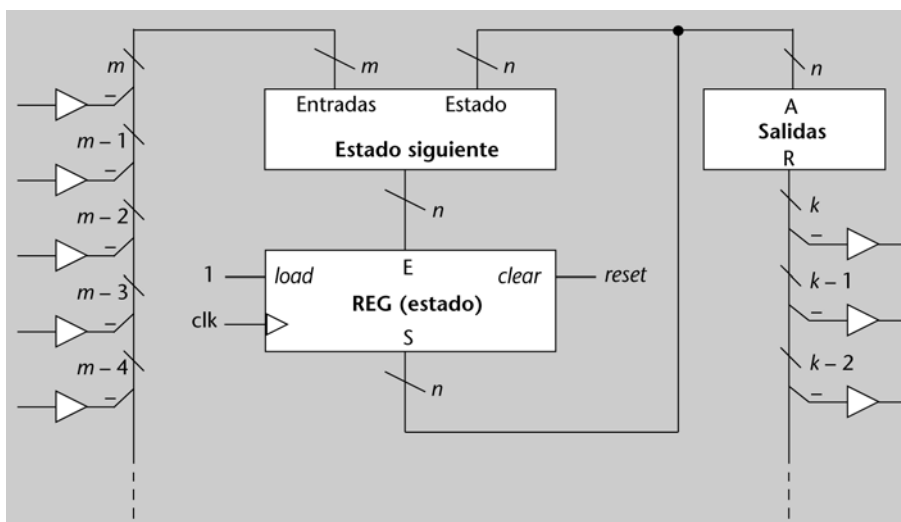 m
m
n
n
–
Entradas
Estado
A
Salidas
R
m – 1
Estado siguiente
–
n
k
m – 2
–
–
E
1
load
clear
reset
k – 1
m – 3
REG (estado)
–
clk
S
–
m – 4
n
k – 2
–
–